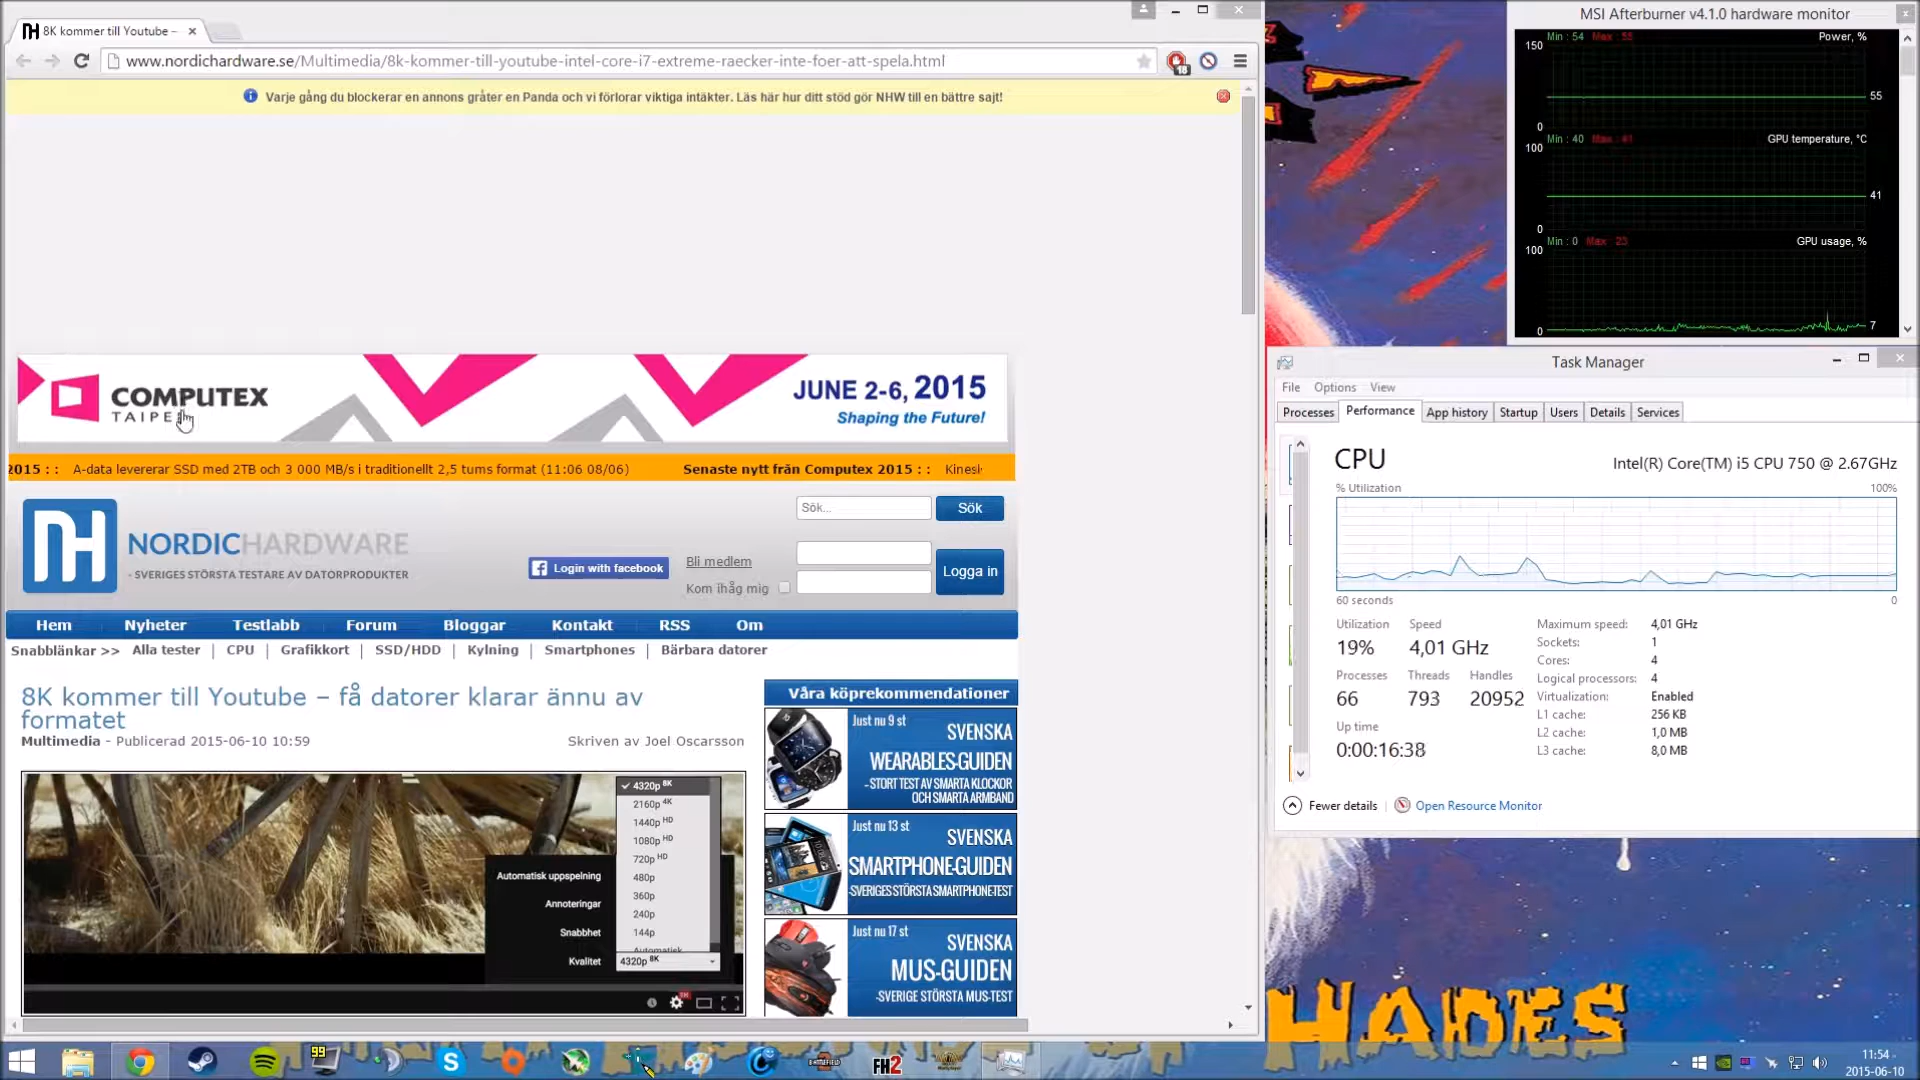 8K kommer till Youtube –
www.nordichardware.se/Multimedia/8k-kommer-till-youtube-intel-core-i7-extreme-raecker-inte-foer-att-spela.html
15
Varje gång du blockerar en annons gråter en Panda och vi förlorar viktiga intäkter. Läs här hur ditt stöd gör NHW till en bättre sajt!
COMPUTEX
TAIPE
JUNE 2-6, 2015
Shaping the Future!
2015 : : A-data levererar SSD med 2TB och 3 000 MB/s i traditionellt 2,5 tums format (11:06 08/06) Senaste nytt från Computex 2015 : :
NORDICHARDWARE
- SVERIGES STÖRSTA TESTARE AV DATORPRODUKTER
Sök...
Sök
Login with facebook
Bli medlem
Kom ihåg mig
Logga in
Hem Nyheter Testlabb Forum Bloggar Kontakt RSS Om
Snabblänkar >> Alla tester | CPU | Grafikkort | SSD/HDD | Kylning | Smartphones | Bärbara datorer
8K kommer till Youtube – få datorer klarar ännu av
formatet
Multimedia - Publicerad 2015-06-10 10:59
Skriven av Joel Oscarsson
4320p 8K
2160p 4K
1440p HD
1080p HD
720p HD
480p
360p
240p
144p
Automatisk
Automatisk uppspelning
Annoteringar
Snabbhet
Kvalitet
4320p 8K
Våra köprekommendationer
Just nu 9 st
SVENSKA
WEARABLES-GUIDEN
- STORT TEST AV SMARTA KLOCKOR
OCH SMARTA ARMBAND
Just nu 13 st
SVENSKA
SMARTPHONE-GUIDEN
-SVERIGES STÖRSTA SMARTPHONE-TEST
Just nu 17 st
SVENSKA
MUS-GUIDEN
-SVERIGE STÖRSTA MUS-TEST
MSI Afterburner v4.1.0 hardware monitor
Min : 54 Max : 55 Power, %
150
55
0
Min : 40 Max : 41 GPU temperature, °C
100
41
0
Min : 0 Max : 23 GPU usage, %
100
7
0
Task Manager
File Options View
Processes Performance App history Startup Users Details Services
CPU
Intel(R) Core(TM) i5 CPU 750 @ 2.67GHz
% Utilization 100%
60 seconds 0
Utilization Speed
19% 4,01 GHz
Processes Threads Handles
66 793 20952
Up time
0:00:16:38
Maximum speed: 4,01 GHz
Sockets: 1
Cores: 4
Logical processors: 4
Virtualization: Enabled
L1 cache: 256 KB
L2 cache: 1,0 MB
L3 cache: 8,0 MB
Fewer details
Open Resource Monitor
HADES
99
FH2
11:54
2015-06-10